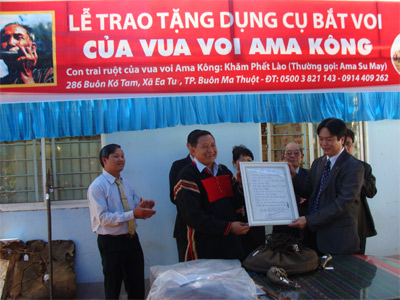 LỄ TRAO TẶNG DỤNG CỤ BẮT VOI
CỦA VUA VOI AMA KÔNG
Con trai ruột của vua voi Ama Kông: Khăm Phết Lào (Thường gọi: Ama Su May)
286 Buôn Kó Tam, Xã Ea Tu, TP. Buôn Ma Thuột - ĐT: 0500 3 821 143 - 0914 409 262